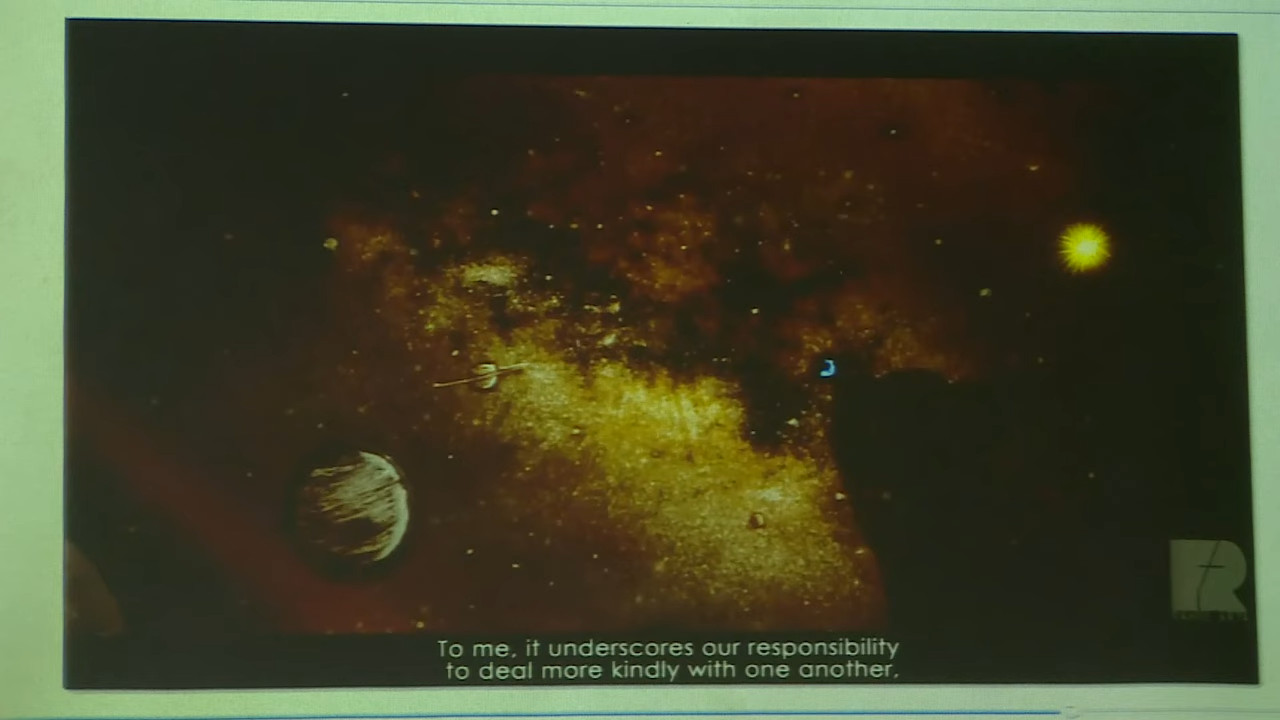 To me, it underscores our responsibility
to deal more kindly with one another,